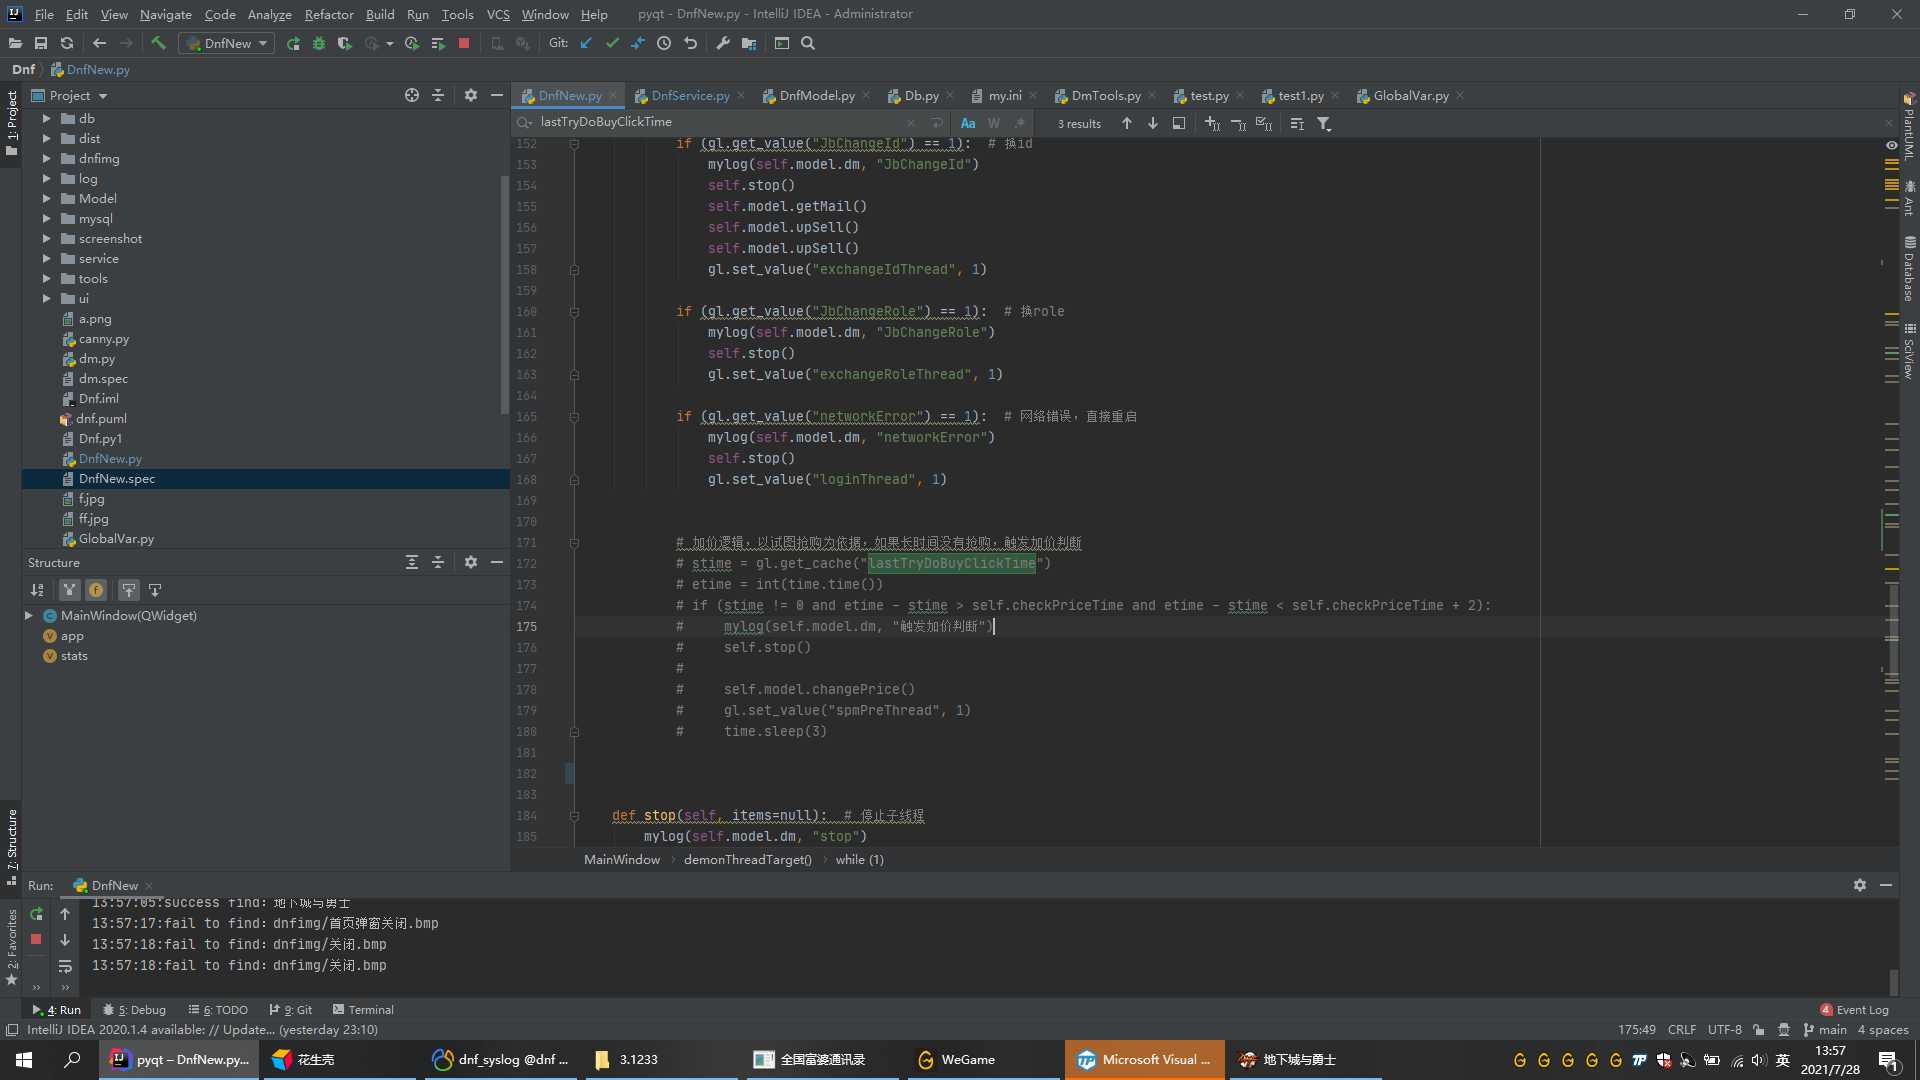 File Edit View Navigate Code Analyze Refactor Build Run Tools VCS Window Help pyqt - DnfNew.py - IntelliJ IDEA - Administrator
DnfNew Git:
Dnf DnfNew.py
Project
DnfNew.py DnfService.py DnfModel.py Db.py my.ini DmTools.py test.py test1.py GlobalVar.py
lastTryDoBuyClickTime Aa W .* 3 results
1: Project
db
dist
dnfimg
log
Model
mysql
screenshot
service
tools
ui
a.png
canny.py
dm.py
dm.spec
Dnf.iml
dnf.puml
Dnf.py1
DnfNew.py
DnfNew.spec
f.jpg
ff.jpg
GlobalVar.py
Structure
MainWindow(QWidget)
app
stats
7: Structure
2: Favorites
152 if (gl.get_value("JbChangeId") == 1): # 换id
153 mylog(self.model.dm, "JbChangeId")
154 self.stop()
155 self.model.getMail()
156 self.model.upSell()
157 self.model.upSell()
158 gl.set_value("exchangeIdThread", 1)
159
160 if (gl.get_value("JbChangeRole") == 1): # 换role
161 mylog(self.model.dm, "JbChangeRole")
162 self.stop()
163 gl.set_value("exchangeRoleThread", 1)
164
165 if (gl.get_value("networkError") == 1): # 网络错误，直接重启
166 mylog(self.model.dm, "networkError")
167 self.stop()
168 gl.set_value("loginThread", 1)
169
170
171 # 加价逻辑，以试图抢购为依据，如果长时间没有抢购，触发加价判断
172 # stime = gl.get_cache("lastTryDoBuyClickTime")
173 # etime = int(time.time())
174 # if (stime != 0 and etime - stime > self.checkPriceTime and etime - stime < self.checkPriceTime + 2):
175 # mylog(self.model.dm, "触发加价判断")
176 # self.stop()
177 #
178 # self.model.changePrice()
179 # gl.set_value("spmPreThread", 1)
180 # time.sleep(3)
181
182
183
184 def stop(self, items=null): # 停止子线程
185 mylog(self.model.dm, "stop")
MainWindow demonThreadTarget() while (1)
PlantUML
Ant
Database
SciView
Run: DnfNew
13:57:05:success find: 地下城与勇士
13:57:17:fail to find: dnfimg/首页弹窗关闭.bmp
13:57:18:fail to find: dnfimg/关闭.bmp
13:57:18:fail to find: dnfimg/关闭.bmp
4: Run 5: Debug 6: TODO 9: Git Terminal 4 Event Log
IntelliJ IDEA 2020.1.4 available: // Update... (yesterday 23:10) 175:49 CRLF UTF-8 main 4 spaces
pyqt – DnfNew.py... 花生壳 dnf_syslog @dnf ... 3.1233 全国富婆通讯录 WeGame Microsoft Visual ... 地下城与勇士 英 13:57
2021/7/28 1